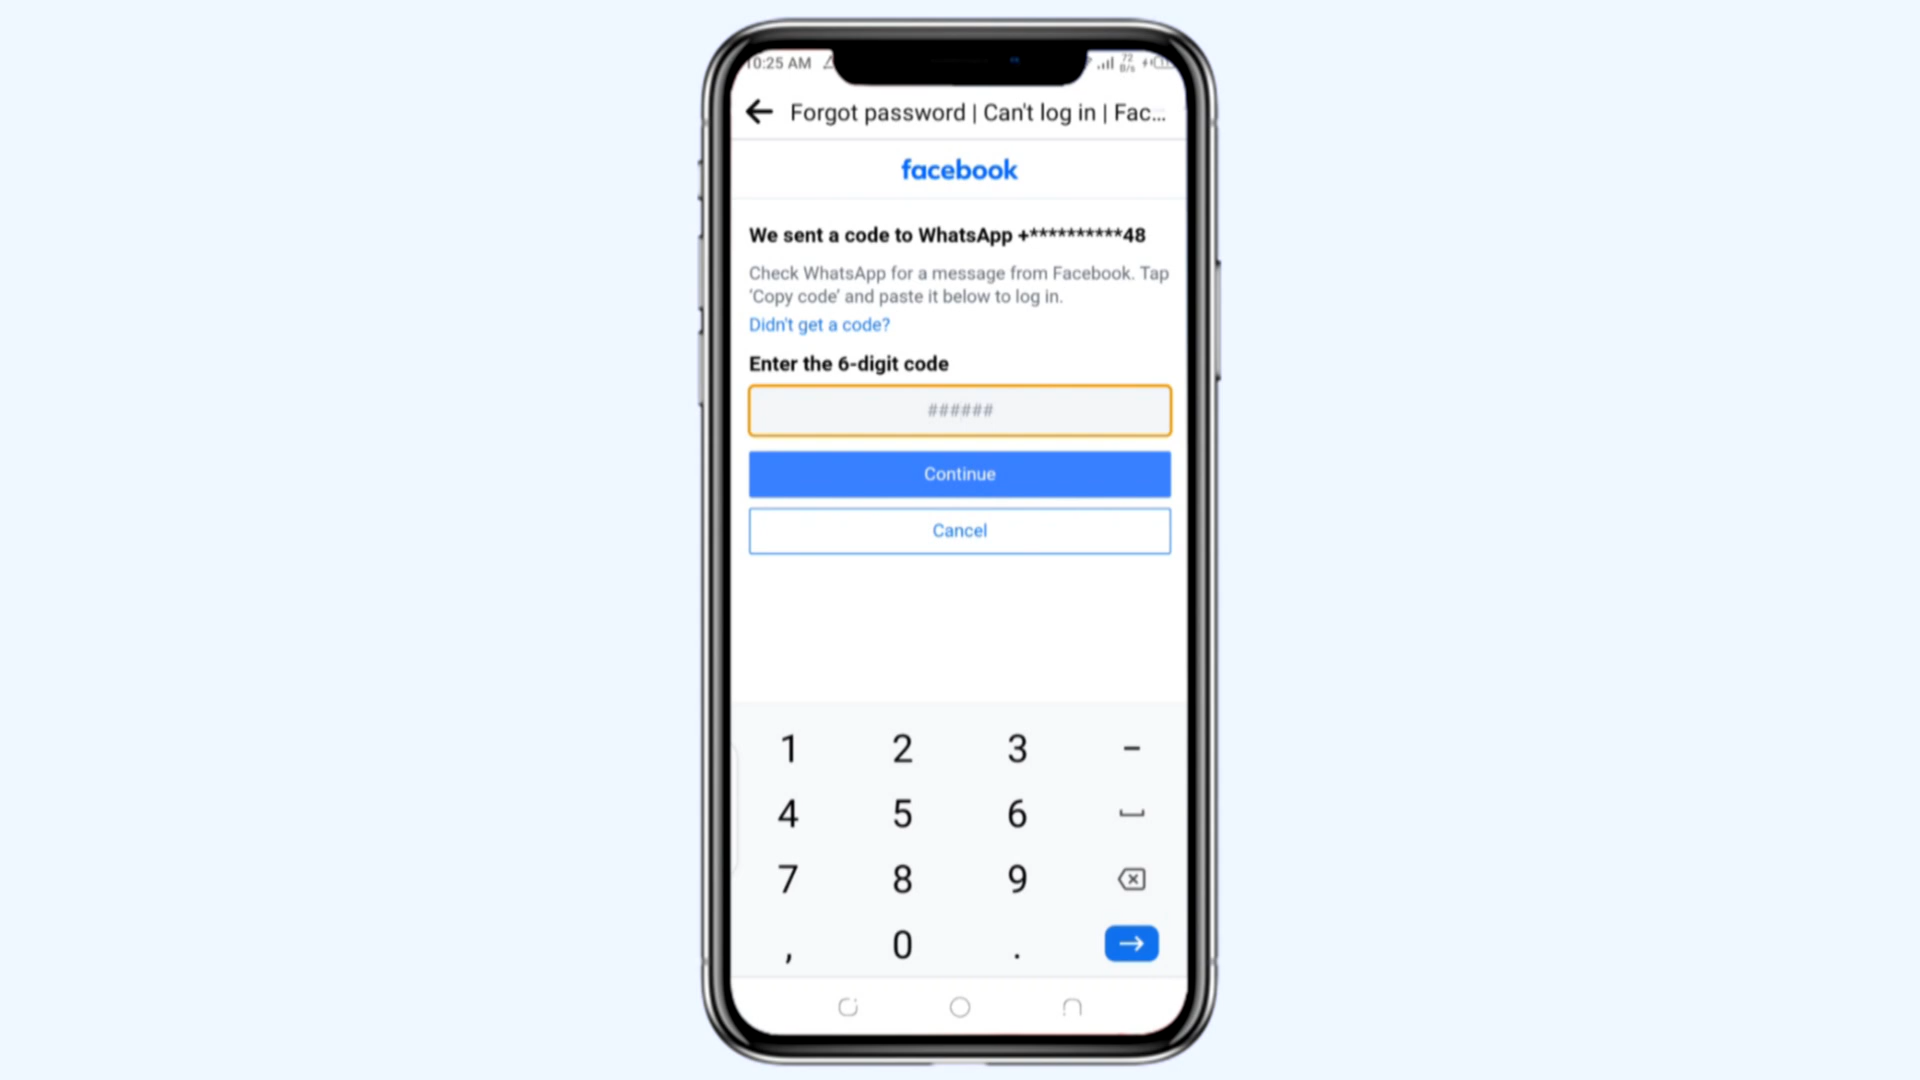 10:25 AM
72
B/s
Forgot password | Can't log in | Fac...
facebook
We sent a code to WhatsApp +**********48
Check WhatsApp for a message from Facebook. Tap
'Copy code' and paste it below to log in.
Didn't get a code?
Enter the 6-digit code
######
Continue
Cancel
1 2 3 –
4 5 6
7 8 9
, 0 .